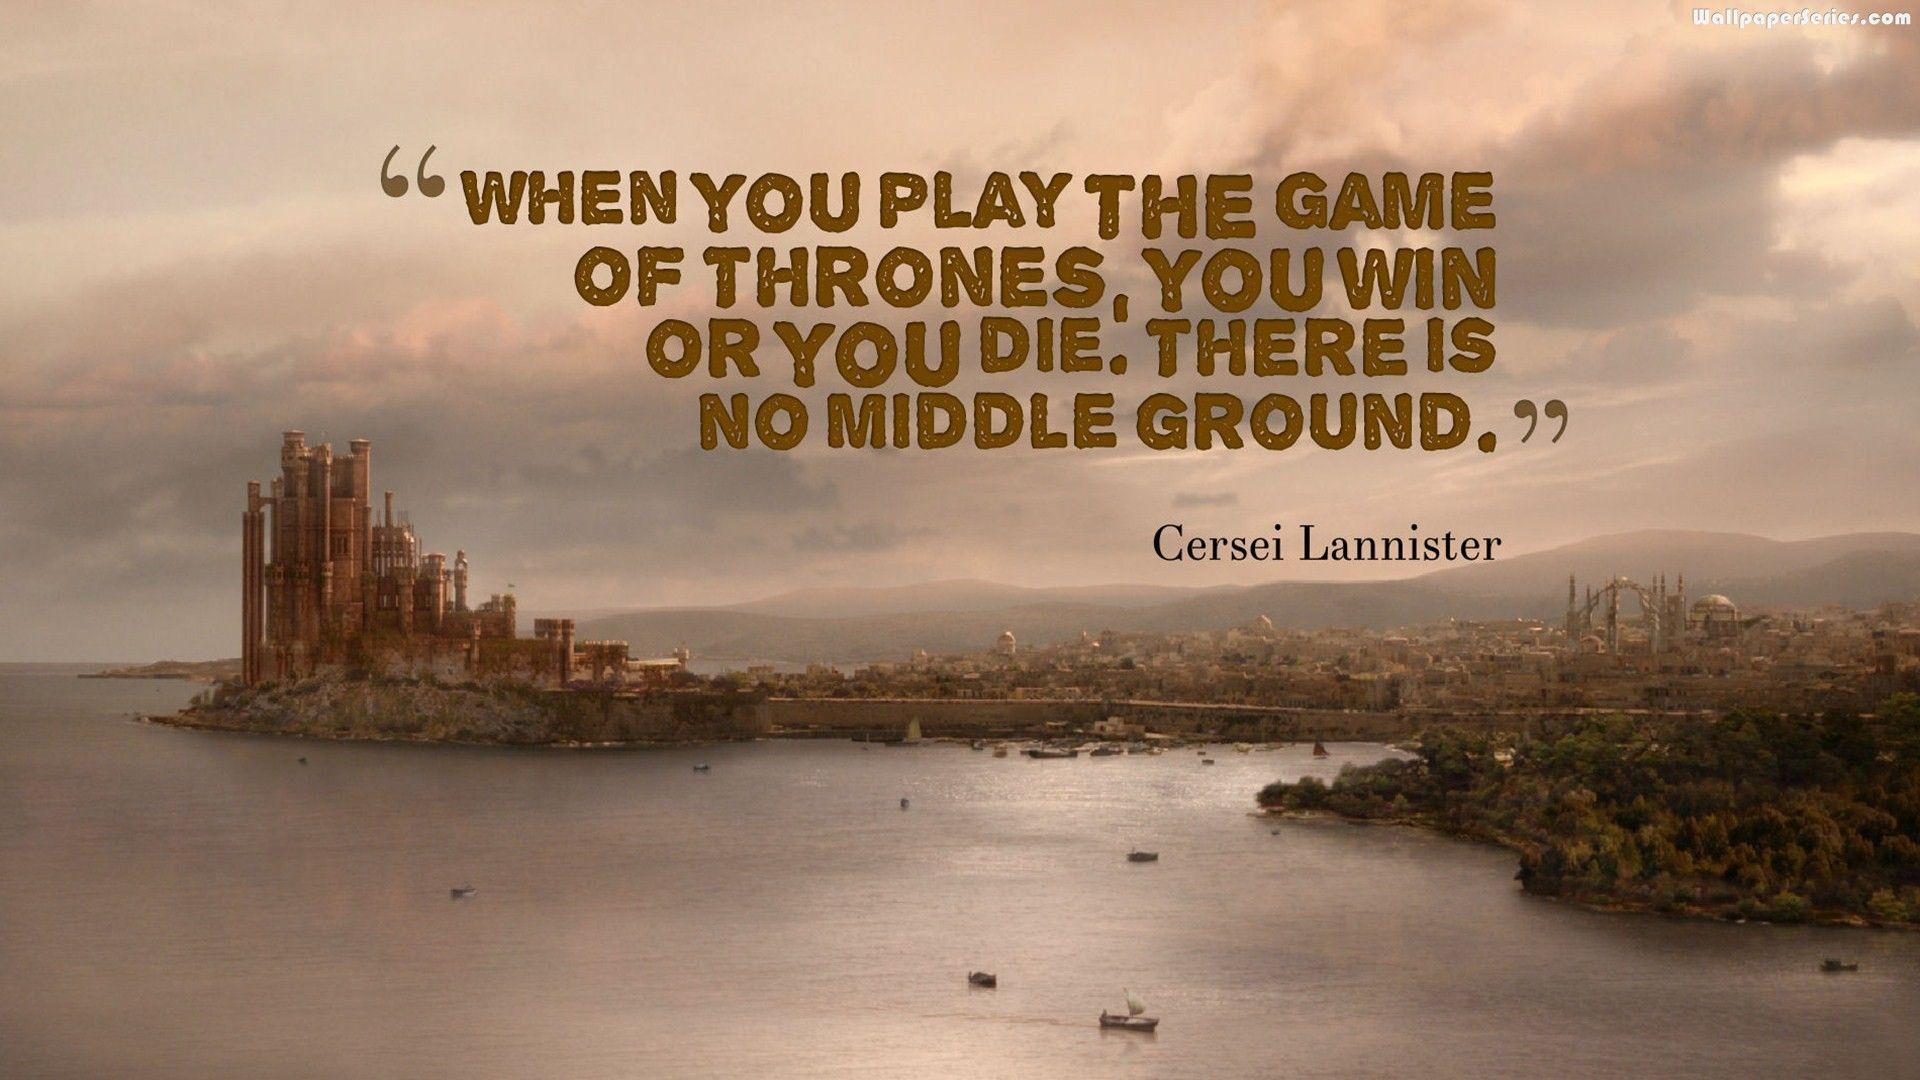 WallpaperSeries.com
“WHEN YOU PLAY THE GAME
OF THRONES, YOU WIN
OR YOU DIE. THERE IS
NO MIDDLE GROUND.”
Cersei Lannister